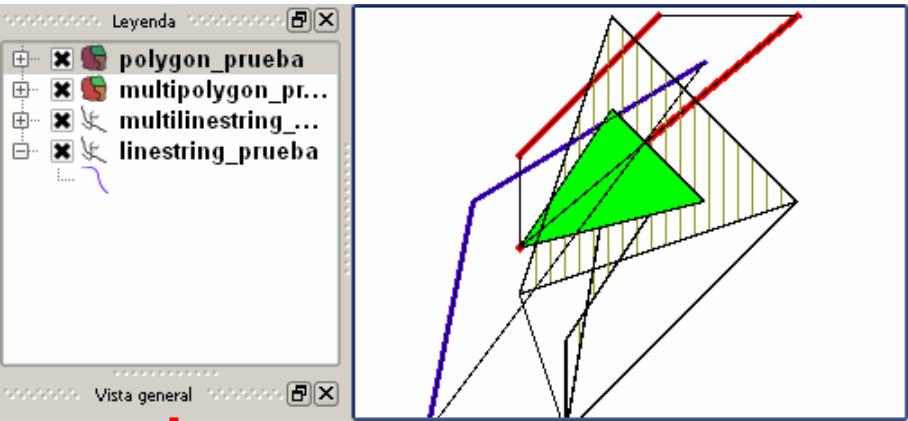 Leyenda
polygon_prueba
multipolygon_pr...
multilinestring_...
linestring_prueba
Vista general